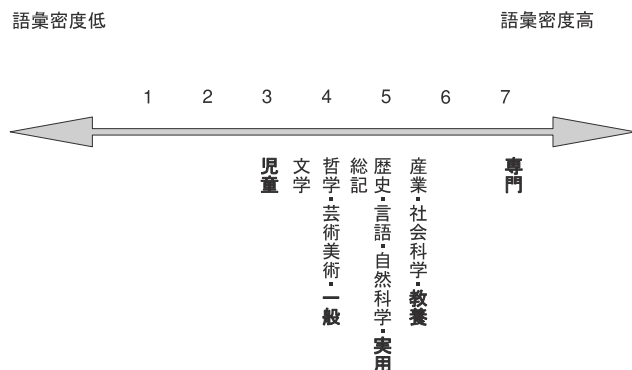 語彙密度低
語彙密度高
1 2 3 4 5 6 7
児童
文学
哲学・芸術美術・一般
総記
歴史・言語・自然科学・実用
産業・社会科学・教養
専門